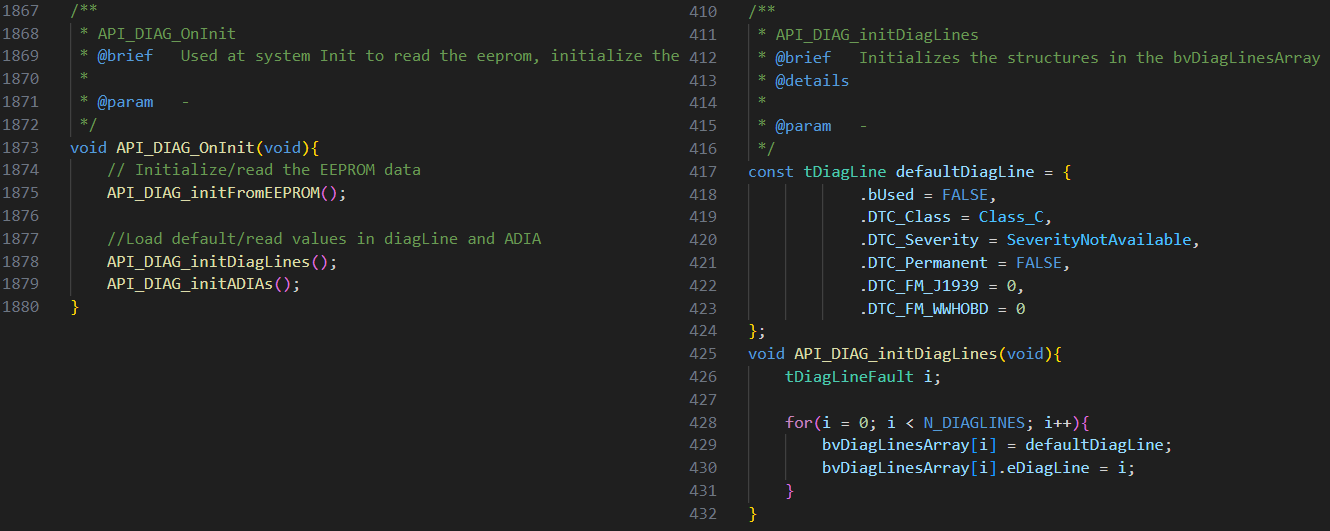 1867 /**
1868  * API_DIAG_OnInit
1869  * @brief   Used at system Init to read the eeprom, initialize the
1870  *
1871  * @param   -
1872  */
1873 void API_DIAG_OnInit(void){
1874     // Initialize/read the EEPROM data
1875     API_DIAG_initFromEEPROM();
1876
1877     //Load default/read values in diagLine and ADIA
1878     API_DIAG_initDiagLines();
1879     API_DIAG_initADIAs();
1880 }
410 /**
411  * API_DIAG_initDiagLines
412  * @brief   Initializes the structures in the bvDiagLinesArray
413  * @details
414  *
415  * @param   -
416  */
417 const tDiagLine defaultDiagLine = {
418             .bUsed = FALSE,
419             .DTC_Class = Class_C,
420             .DTC_Severity = SeverityNotAvailable,
421             .DTC_Permanent = FALSE,
422             .DTC_FM_J1939 = 0,
423             .DTC_FM_WWHOBD = 0
424 };
425 void API_DIAG_initDiagLines(void){
426     tDiagLineFault i;
427
428     for(i = 0; i < N_DIAGLINES; i++){
429         bvDiagLinesArray[i] = defaultDiagLine;
430         bvDiagLinesArray[i].eDiagLine = i;
431     }
432 }